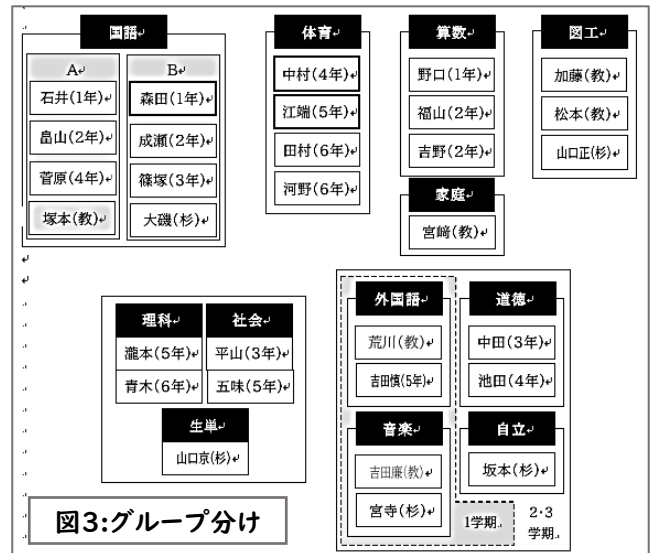 国語
A
石井(1年)
畠山(2年)
菅原(4年)
塚本(教)
B
森田(1年)
成瀬(2年)
篠塚(3年)
大磯(杉)
体育
中村(4年)
江端(5年)
田村(6年)
河野(6年)
算数
野口(1年)
福山(2年)
吉野(2年)
家庭
宮﨑(教)
図工
加藤(教)
松本(教)
山口正(杉)
理科
瀧本(5年)
青木(6年)
社会
平山(3年)
五味(5年)
生単
山口京(杉)
外国語
荒川(教)
吉田慎(5年)
道徳
中田(3年)
池田(4年)
音楽
吉田廉(教)
宮寺(杉)
自立
坂本(杉)
1学期
2・3
学期
図3:グループ分け